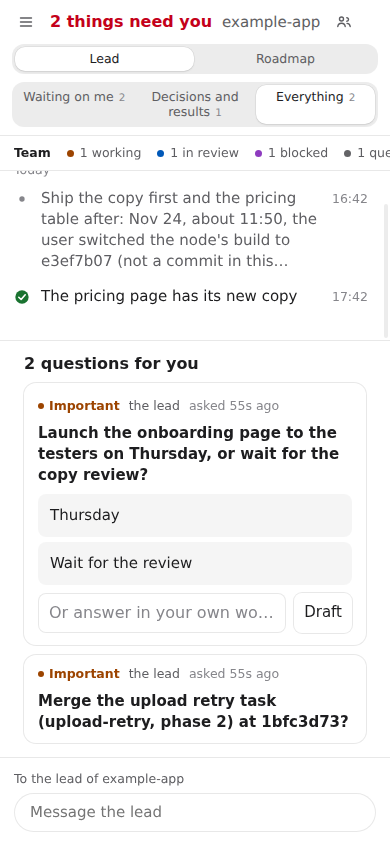 2 things need you example-app
Lead
Roadmap
Waiting on me 2
Decisions and results 1
Everything 2
Team 1 working 1 in review 1 blocked 1 que
Today
Ship the copy first and the pricing 16:42
table after: Nov 24, about 11:50, the
user switched the node's build to
e3ef7b07 (not a commit in this…
The pricing page has its new copy 17:42
2 questions for you
Important the lead asked 55s ago
Launch the onboarding page to the
testers on Thursday, or wait for the
copy review?
Thursday
Wait for the review
Or answer in your own wo… Draft
Important the lead asked 55s ago
Merge the upload retry task
(upload-retry, phase 2) at 1bfc3d73?
To the lead of example-app
Message the lead